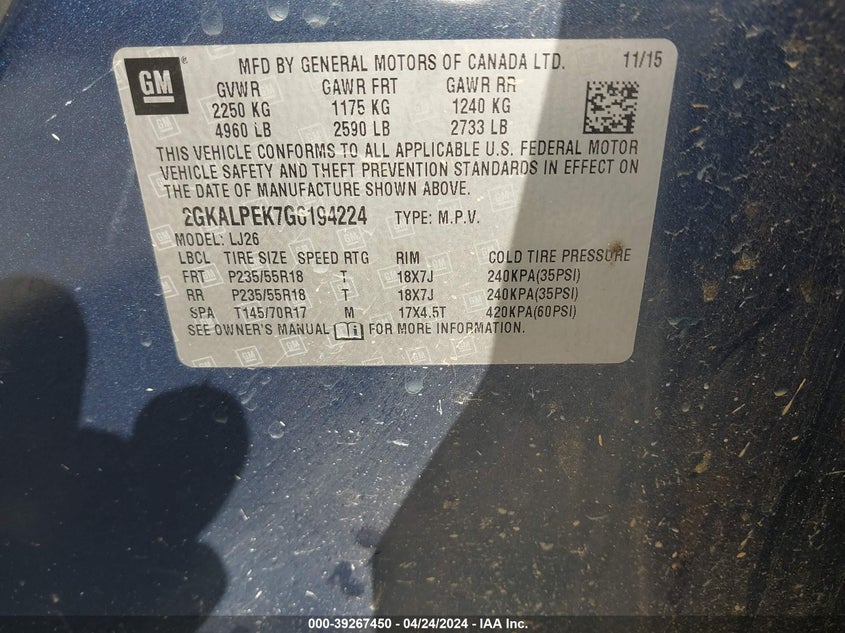 GM
MFD BY GENERAL MOTORS OF CANADA LTD. 11/15
GVWR GAWR FRT GAWR RR
2250 KG 1175 KG 1240 KG
4960 LB 2590 LB 2733 LB
THIS VEHICLE CONFORMS TO ALL APPLICABLE U.S. FEDERAL MOTOR
VEHICLE SAFETY AND THEFT PREVENTION STANDARDS IN EFFECT ON
THE DATE OF MANUFACTURE SHOWN ABOVE.
2GKALPEK7G6194224 TYPE: M.P.V.
MODEL: LJ26
LBCL TIRE SIZE SPEED RTG RIM COLD TIRE PRESSURE
FRT P235/55R18 T 18X7J 240KPA(35PSI)
RR P235/55R18 T 18X7J 240KPA(35PSI)
SPA T145/70R17 M 17X4.5T 420KPA(60PSI)
SEE OWNER'S MANUAL FOR MORE INFORMATION.
000-39267450 - 04/24/2024 - IAA Inc.